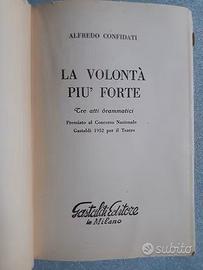 ALFREDO CONFIDATI
LA VOLONTÀ
PIU' FORTE
Tre atti drammatici
Premiato al Concorso Nazionale
Gastaldi 1952 per il Teatro
Gastaldi Editore
in Milano
subito